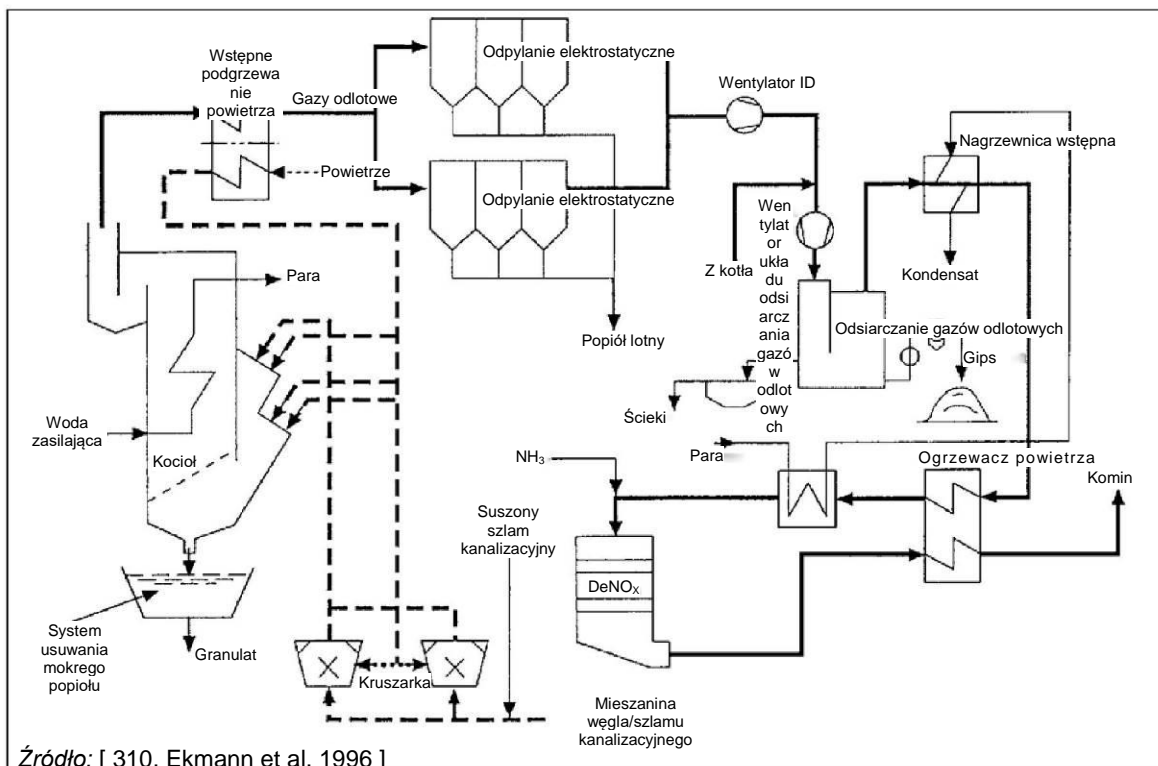 Odpylanie elektrostatyczne
Wstępne
podgrzewa
nie
powietrza
Gazy odlotowe
Wentylator ID
Nagrzewnica wstępna
Powietrze
Odpylanie elektrostatyczne
Wen
tylat
or
ukła
du
odsi
arcz
ania
gazó
w
odlot
owy
ch
Z kotła
Kondensat
Para
Popiół lotny
Odsiarczanie gazów odlotowych
Gips
Ścieki
Woda
zasilająca
Kocioł
Para
NH3
Ogrzewacz powietrza
Komin
Suszony
szlam
kanalizacyjny
DeNOX
System
usuwania
mokrego
popiołu
Granulat
Kruszarka
Mieszanina
węgla/szlamu
kanalizacyjnego
Źródło: [ 310, Ekmann et al. 1996 ]